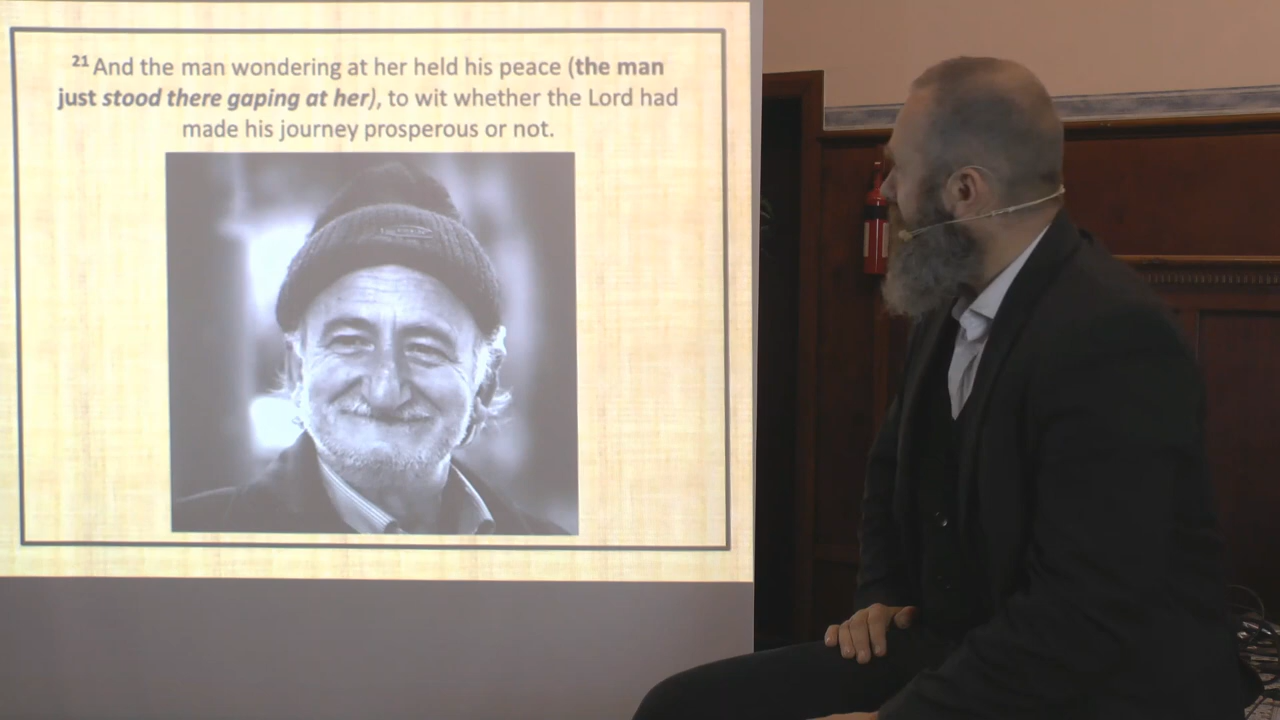 21 And the man wondering at her held his peace (the man
just stood there gaping at her), to wit whether the Lord had
made his journey prosperous or not.